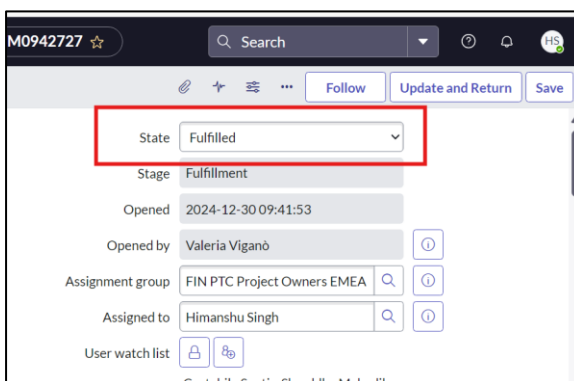 M0942727
Search
HS
Follow
Update and Return
Save
State
Fulfilled
Stage
Fulfillment
Opened
2024-12-30 09:41:53
Opened by
Valeria Viganò
Assignment group
FIN PTC Project Owners EMEA
Assigned to
Himanshu Singh
User watch list